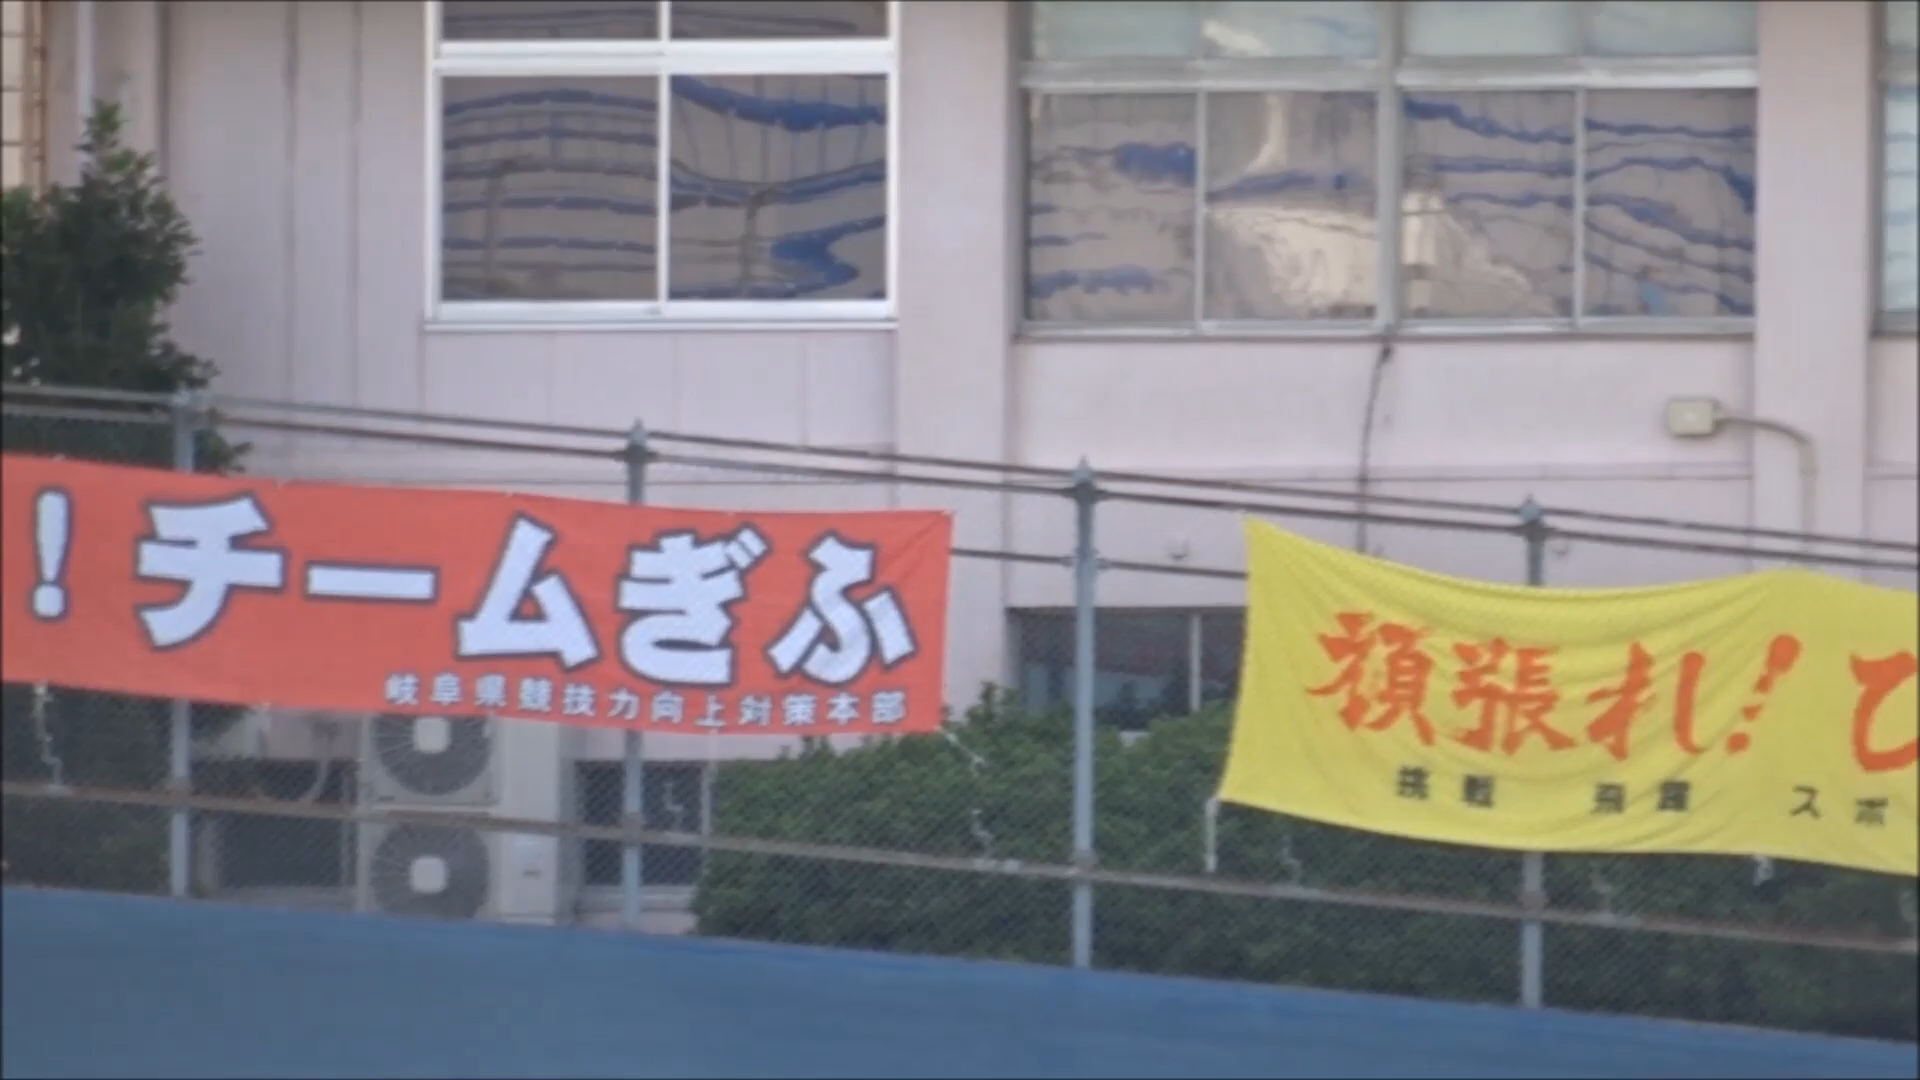 ！チームぎふ
岐阜県競技力向上対策本部
頑張れ！ひ
挑戦 飛躍 スポ